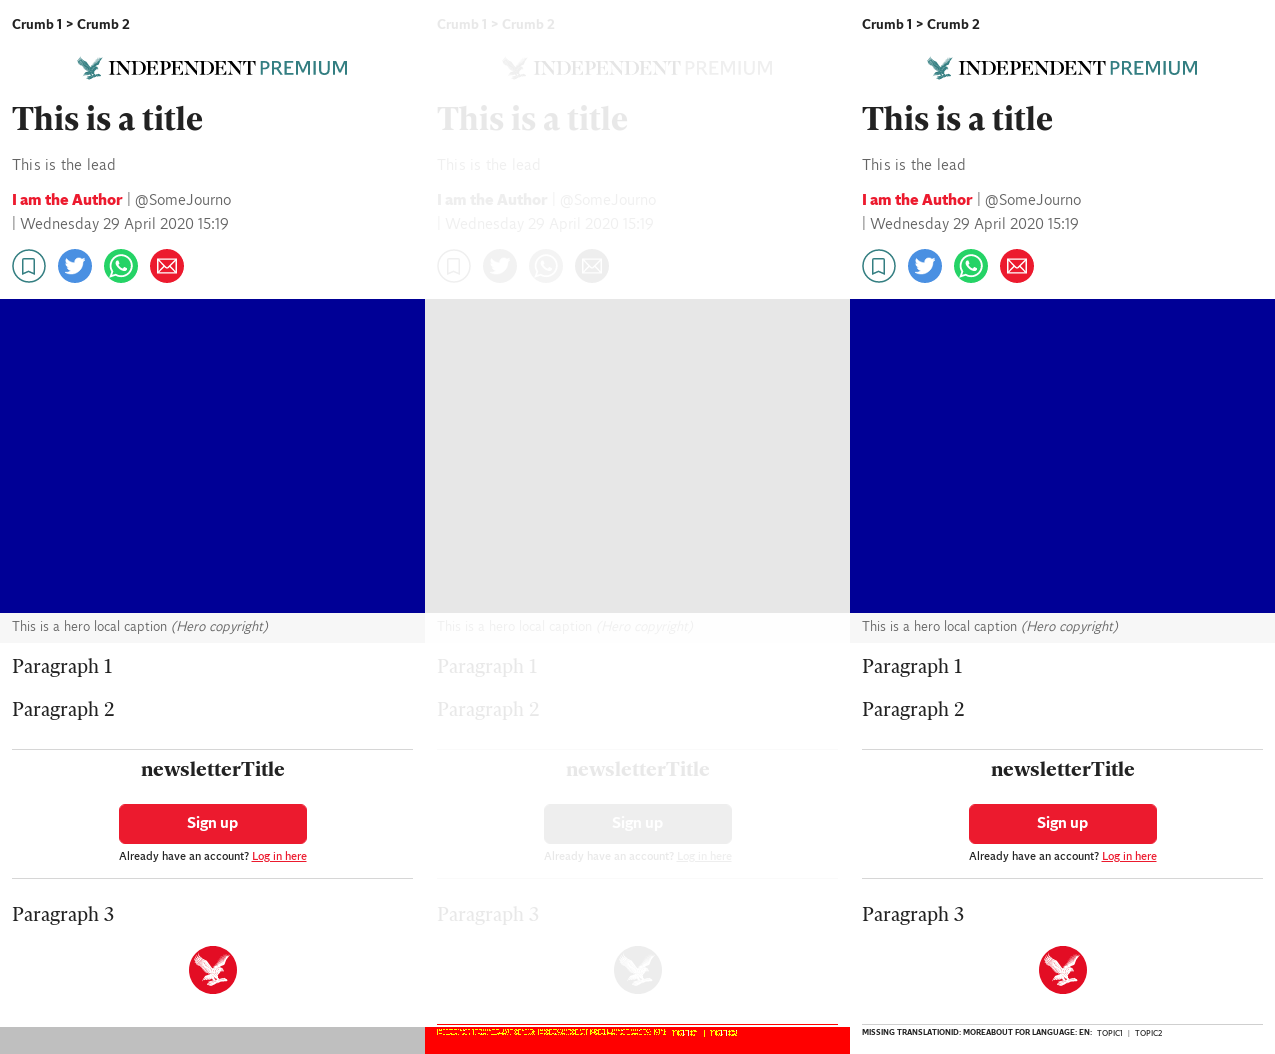 Crumb 1 > Crumb 2
INDEPENDENT PREMIUM
This is a title
This is the lead
I am the Author | @SomeJourno
| Wednesday 29 April 2020 15:19
This is a hero local caption (Hero copyright)
Paragraph 1
Paragraph 2
newsletterTitle
Sign up
Already have an account? Log in here
Paragraph 3
Crumb 1 > Crumb 2
INDEPENDENT PREMIUM
This is a title
This is the lead
I am the Author | @SomeJourno
| Wednesday 29 April 2020 15:19
This is a hero local caption (Hero copyright)
Paragraph 1
Paragraph 2
newsletterTitle
Sign up
Already have an account? Log in here
Paragraph 3
Crumb 1 > Crumb 2
INDEPENDENT PREMIUM
This is a title
This is the lead
I am the Author | @SomeJourno
| Wednesday 29 April 2020 15:19
This is a hero local caption (Hero copyright)
Paragraph 1
Paragraph 2
newsletterTitle
Sign up
Already have an account? Log in here
Paragraph 3
MISSING TRANSLATIONID: MOREABOUT FOR LANGUAGE: EN: TOPIC1 | TOPIC2